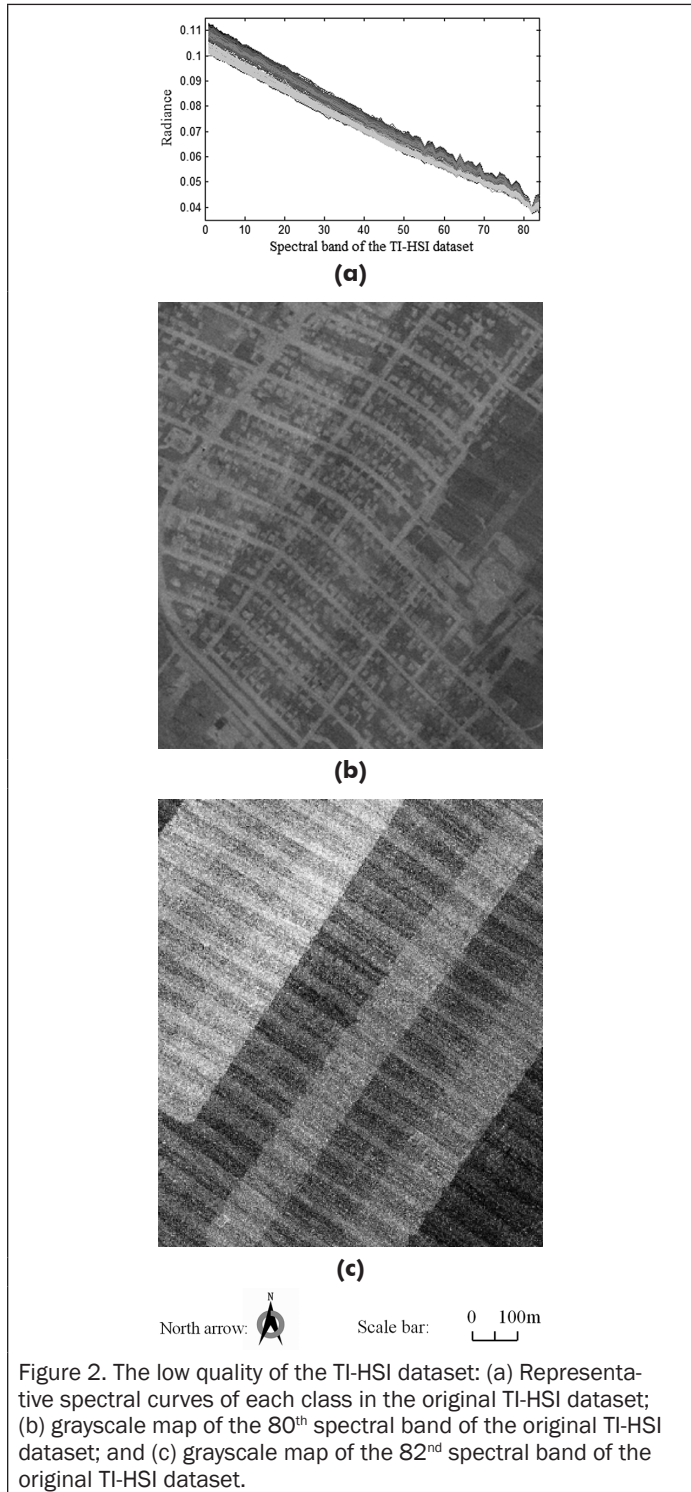 0.11
0.1
0.09
0.08
0.07
0.06
0.05
0.04
Radiance
0 10 20 30 40 50 60 70 80
Spectral band of the TI-HSI dataset
(a)
(b)
(c)
N
North arrow:
Scale bar:
0 100m
Figure 2. The low quality of the TI-HSI dataset: (a) Representa-
tive spectral curves of each class in the original TI-HSI dataset;
(b) grayscale map of the 80th spectral band of the original TI-HSI
dataset; and (c) grayscale map of the 82nd spectral band of the
original TI-HSI dataset.